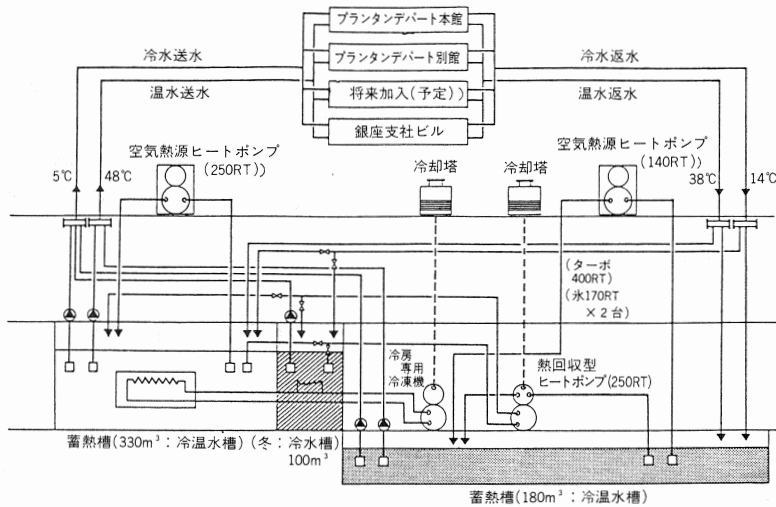 プランタンデパート本館
プランタンデパート別館
将来加入(予定))
銀座支社ビル
冷水送水
温水送水
冷水返水
温水返水
空気熱源ヒートポンプ
(250RT))
冷却塔
冷却塔
空気熱源ヒートポンプ
(140RT))
5℃
48℃
38℃
14℃
(ターボ
400RT)
(氷170RT
×2台)
冷房
専用
冷凍機
熱回収型
ヒートポンプ(250RT)
蓄熱槽(330m³:冷温水槽)
(冬:冷水槽)
100m³
蓄熱槽(180m³:冷温水槽)